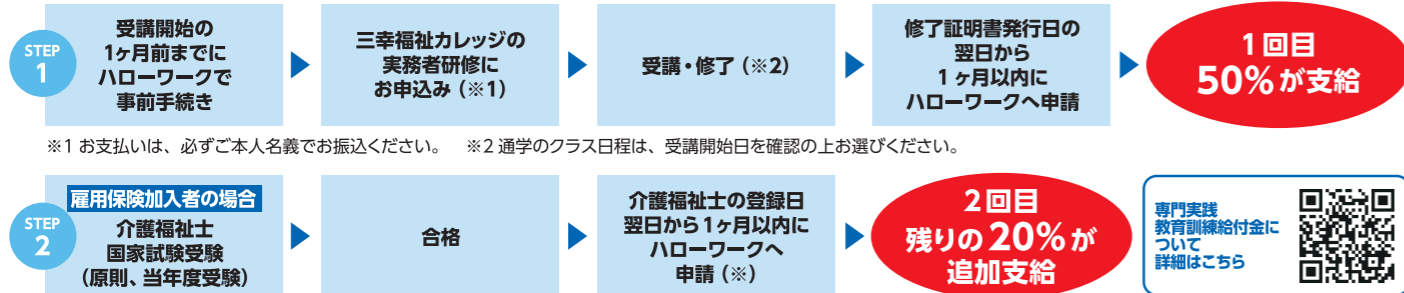 STEP
1
受講開始の
1ヶ月前までに
ハローワークで
事前手続き
三幸福祉カレッジの
実務者研修に
お申込み（※1）
受講・修了（※2）
修了証明書発行日の
翌日から
1ヶ月以内に
ハローワークへ申請
1回目
50%が支給
※1 お支払いは、必ずご本人名義でお振込ください。　※2 通学のクラス日程は、受講開始日を確認の上お選びください。
STEP
2
雇用保険加入者の場合
介護福祉士
国家試験受験
（原則、当年度受験）
合格
介護福祉士の登録日
翌日から1ヶ月以内に
ハローワークへ
申請（※）
2回目
残りの20%が
追加支給
専門実践
教育訓練給付金に
ついて
詳細はこちら